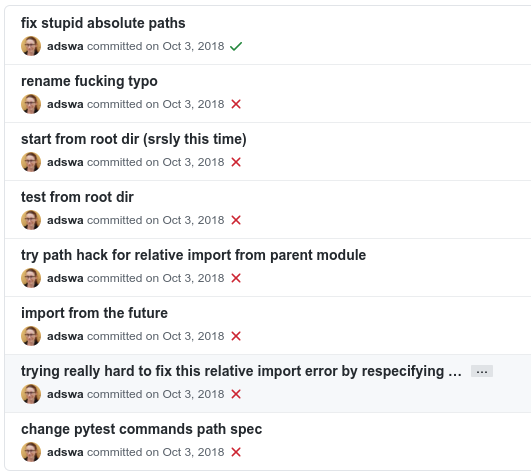 fix stupid absolute paths
adswa committed on Oct 3, 2018
rename fucking typo
adswa committed on Oct 3, 2018
start from root dir (srsly this time)
adswa committed on Oct 3, 2018
test from root dir
adswa committed on Oct 3, 2018
try path hack for relative import from parent module
adswa committed on Oct 3, 2018
import from the future
adswa committed on Oct 3, 2018
trying really hard to fix this relative import error by respecifying … …
adswa committed on Oct 3, 2018
change pytest commands path spec
adswa committed on Oct 3, 2018